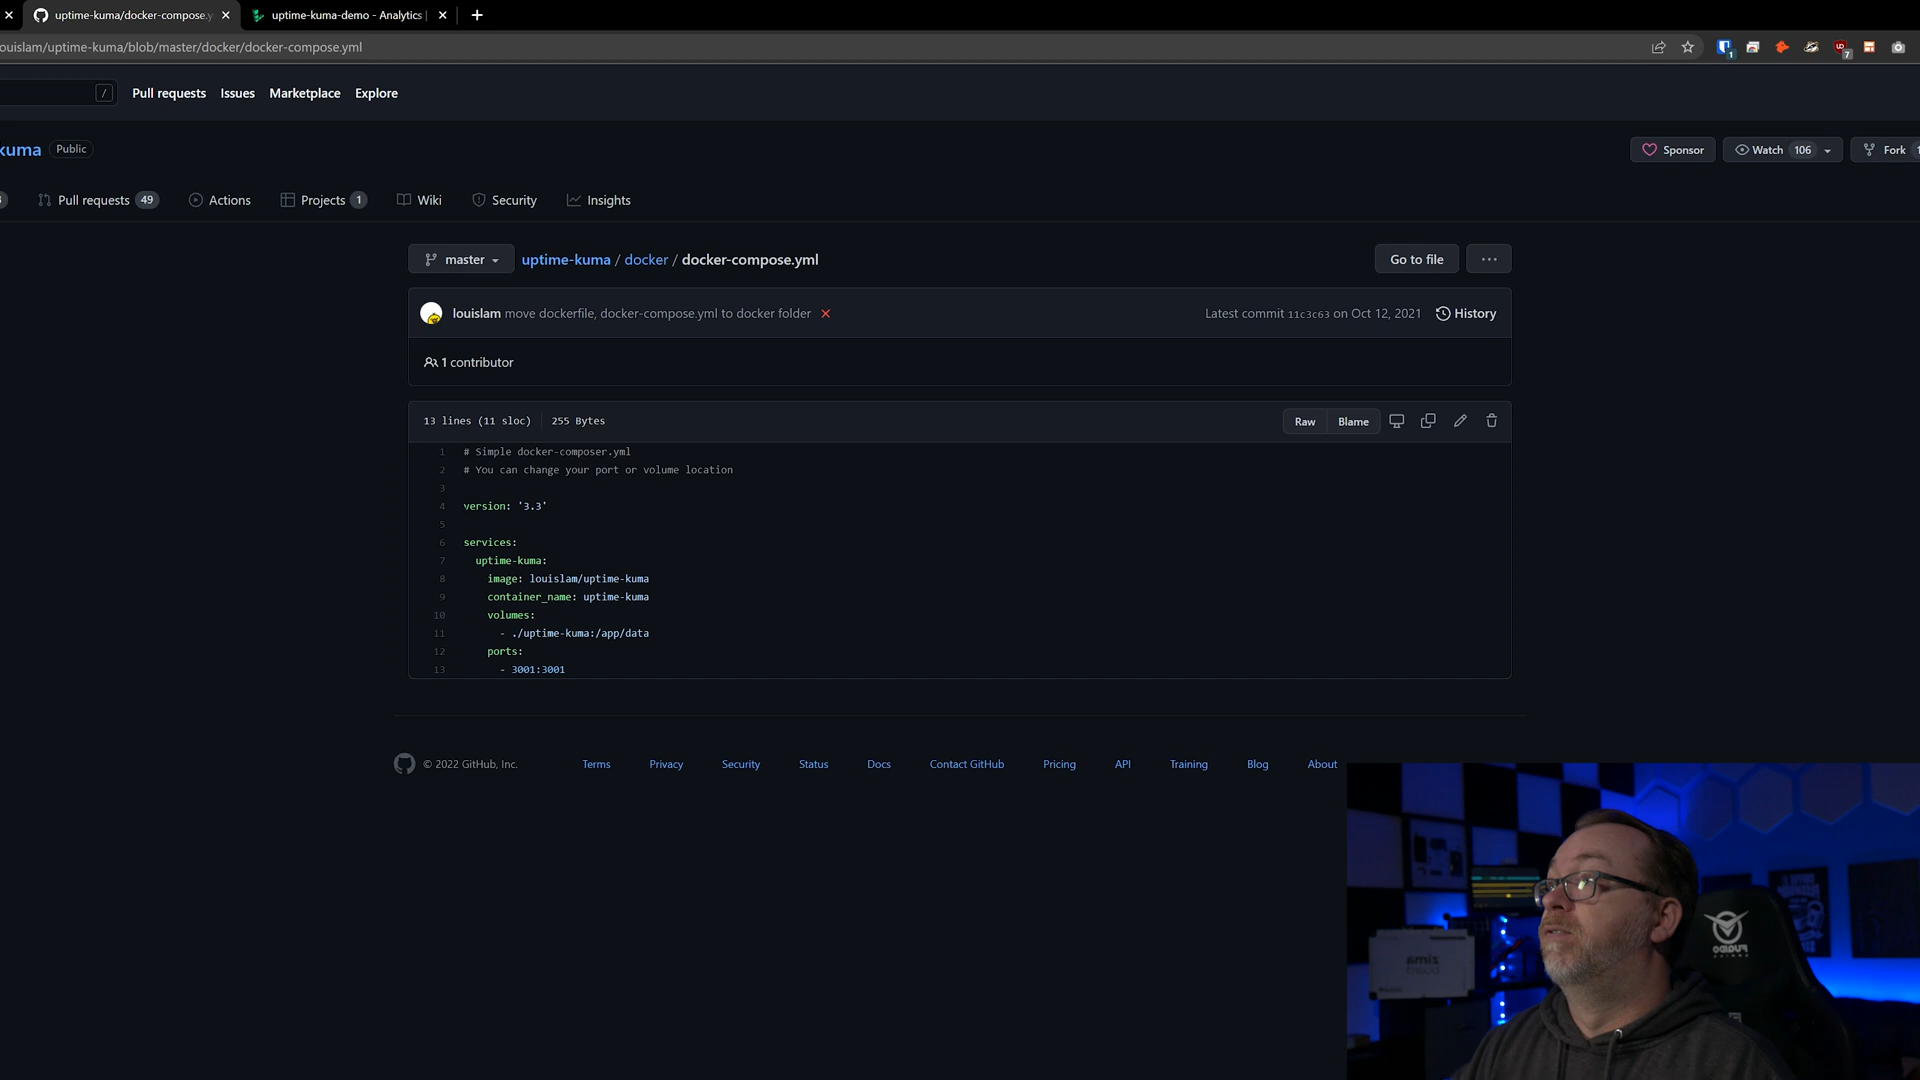 uptime-kuma/docker-compose.y
uptime-kuma-demo - Analytics |
ouislam/uptime-kuma/blob/master/docker/docker-compose.yml
1
7
/ Pull requests Issues Marketplace Explore
kuma Public
Sponsor Watch 106 Fork 1
Pull requests 49 Actions Projects 1 Wiki Security Insights
master uptime-kuma / docker / docker-compose.yml Go to file ...
louislam move dockerfile, docker-compose.yml to docker folder Latest commit 11c3c63 on Oct 12, 2021 History
1 contributor
13 lines (11 sloc) 255 Bytes Raw Blame
1 # Simple docker-composer.yml
2 # You can change your port or volume location
3
4 version: '3.3'
5
6 services:
7 uptime-kuma:
8 image: louislam/uptime-kuma
9 container_name: uptime-kuma
10 volumes:
11 - ./uptime-kuma:/app/data
12 ports:
13 - 3001:3001
© 2022 GitHub, Inc. Terms Privacy Security Status Docs Contact GitHub Pricing API Training Blog About
zima
board